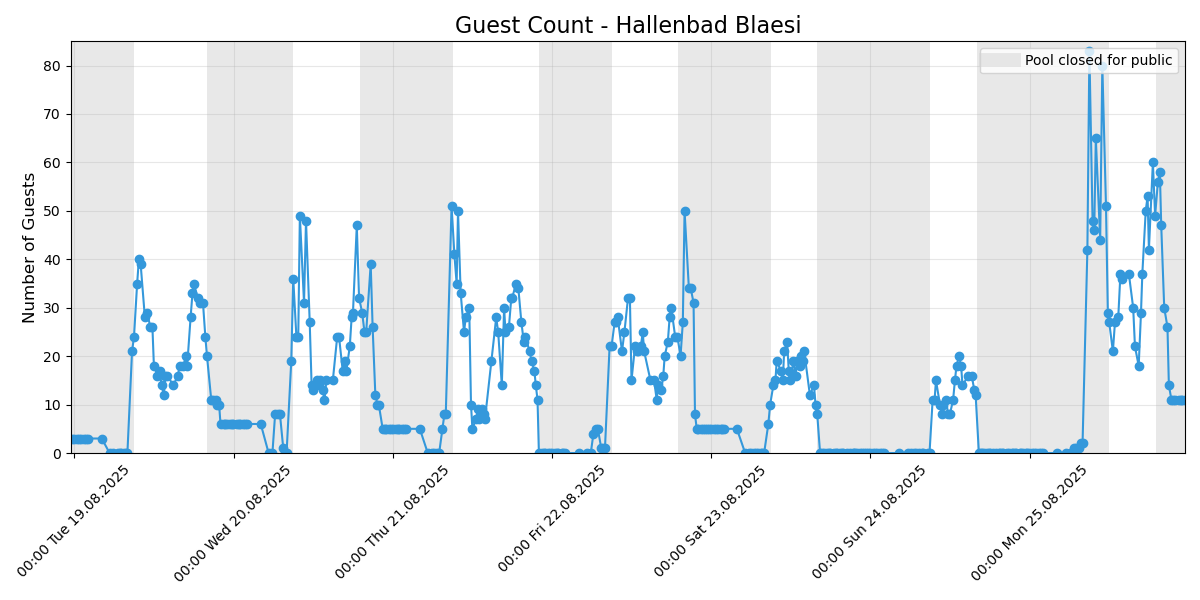 Guest Count - Hallenbad Blaesi
Pool closed for public
Number of Guests
80
70
60
50
40
30
20
10
0
00:00 Tue 19.08.2025
00:00 Wed 20.08.2025
00:00 Thu 21.08.2025
00:00 Fri 22.08.2025
00:00 Sat 23.08.2025
00:00 Sun 24.08.2025
00:00 Mon 25.08.2025